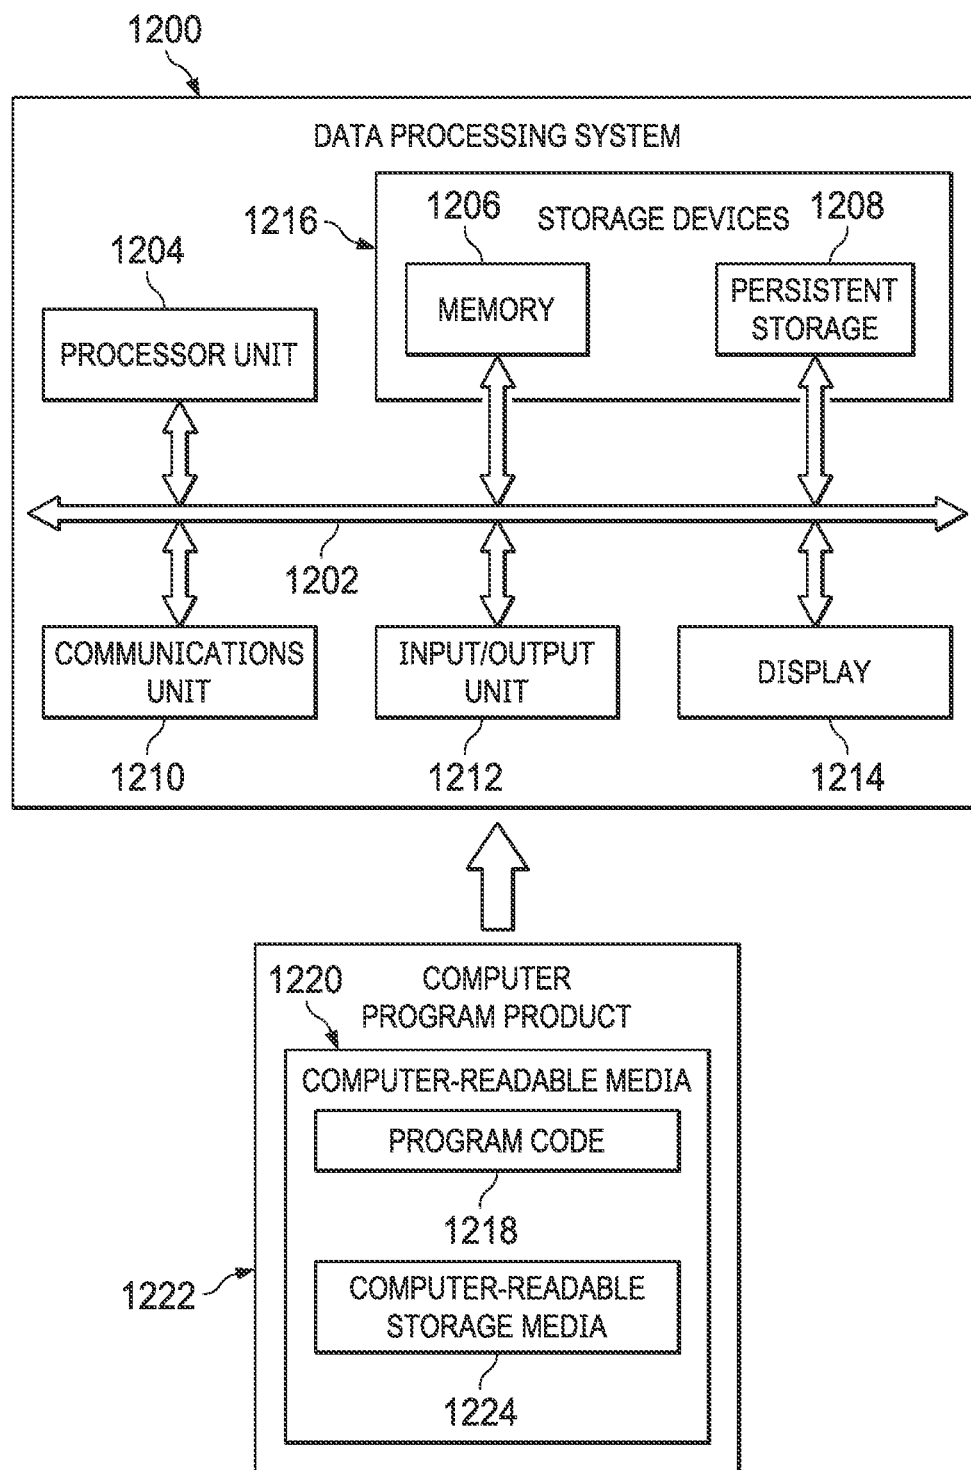 1200
DATA PROCESSING SYSTEM
1216
1206
STORAGE DEVICES
1208
1204
MEMORY
PERSISTENT
STORAGE
PROCESSOR UNIT
1202
COMMUNICATIONS
UNIT
INPUT/OUTPUT
UNIT
DISPLAY
1210
1212
1214
1220
COMPUTER
PROGRAM PRODUCT
COMPUTER-READABLE MEDIA
PROGRAM CODE
1218
1222
COMPUTER-READABLE
STORAGE MEDIA
1224